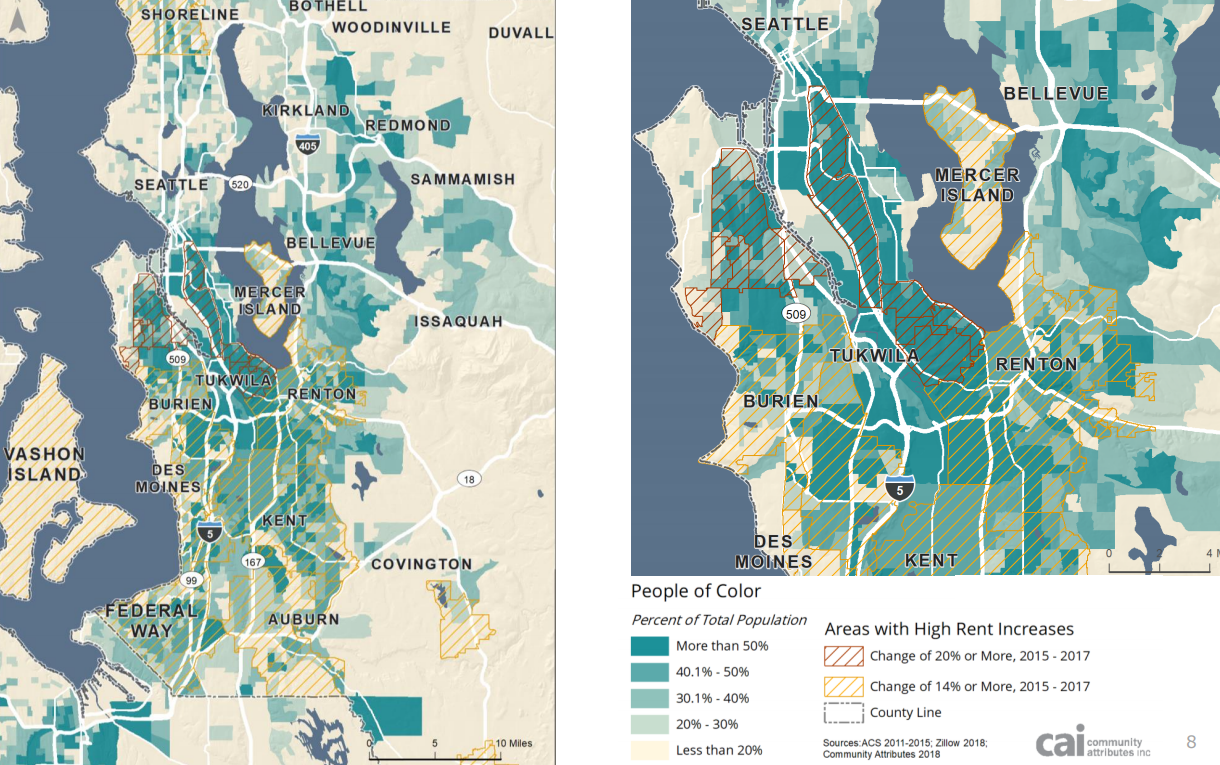 SHORELINE
BOTHELL
WOODINVILLE
DUVALL
KIRKLAND
REDMOND
405
SEATTLE
520
SAMMAMISH
BELLEVUE
MERCER
ISLAND
ISSAQUAH
509
TUKWILA
RENTON
BURIEN
VASHON
ISLAND
DES
MOINES
18
KENT
5
167
COVINGTON
99
FEDERAL
WAY
AUBURN
0
5
10 Miles
SEATTLE
BELLEVUE
MERCER
ISLAND
509
TUKWILA
RENTON
BURIEN
5
DES
MOINES
KENT
0
2
4 M
People of Color
Percent of Total Population
More than 50%
40.1% - 50%
30.1% - 40%
20% - 30%
Less than 20%
Areas with High Rent Increases
Change of 20% or More, 2015 - 2017
Change of 14% or More, 2015 - 2017
County Line
Sources:ACS 2011-2015; Zillow 2018;
Community Attributes 2018
cai community
attributes inc
8